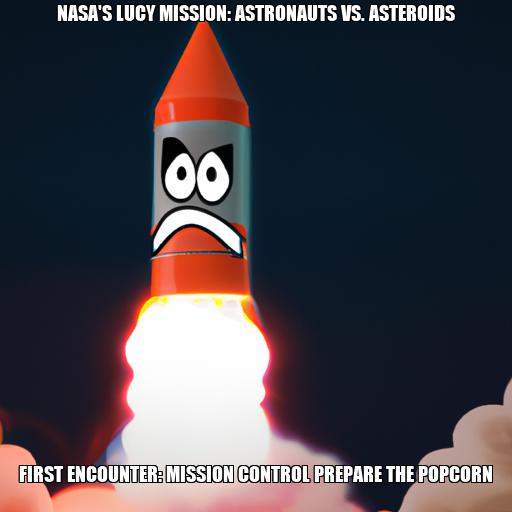 NASA'S LUCY MISSION: ASTRONAUTS VS. ASTEROIDS
FIRST ENCOUNTER: MISSION CONTROL PREPARE THE POPCORN